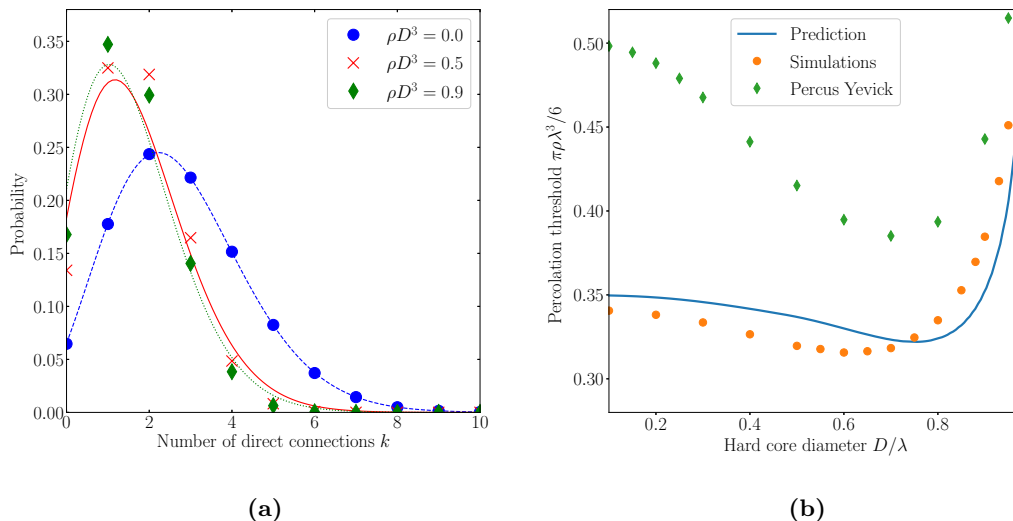 0.35
0.30
0.25
0.20
0.15
0.10
0.05
0.00
Probability
ρD³ = 0.0
ρD³ = 0.5
ρD³ = 0.9
0 2 4 6 8 10
Number of direct connections k
(a)
0.50
0.45
0.40
0.35
0.30
Percolation threshold πρλ³/6
Prediction
Simulations
Percus Yevick
0.2 0.4 0.6 0.8
Hard core diameter D/λ
(b)